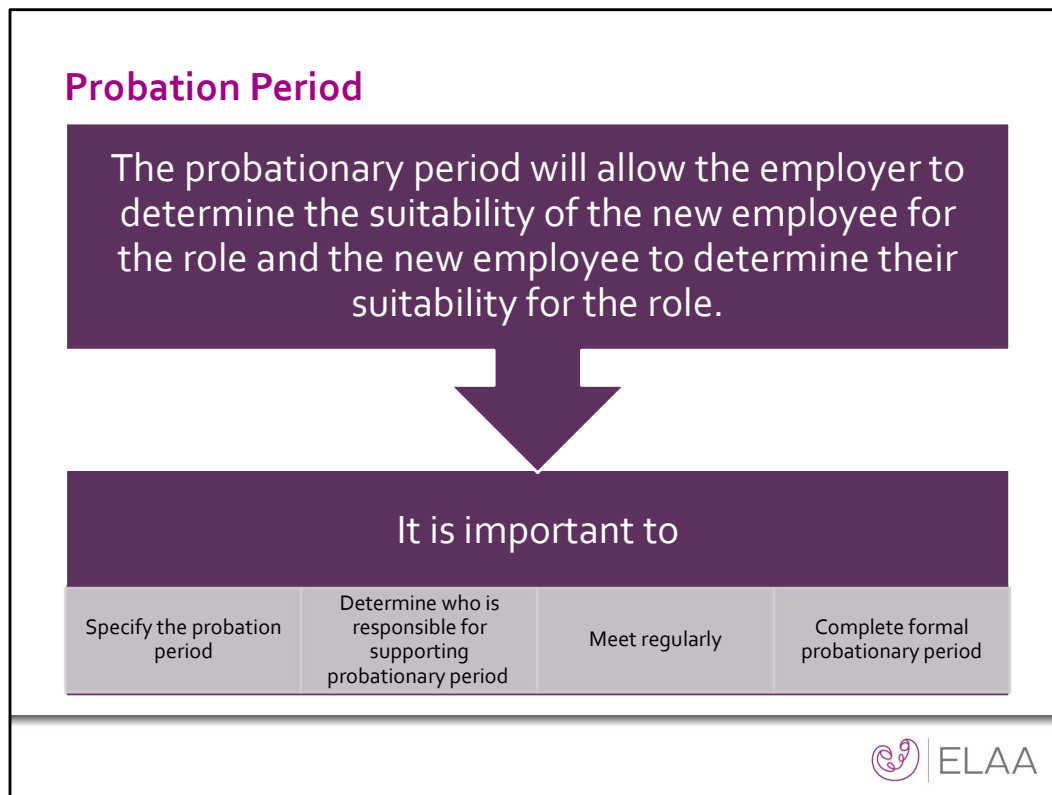 Probation Period
The probationary period will allow the employer to
determine the suitability of the new employee for
the role and the new employee to determine their
suitability for the role.
It is important to
Specify the probation
period
Determine who is
responsible for
supporting
probationary period
Meet regularly
Complete formal
probationary period
ELAA